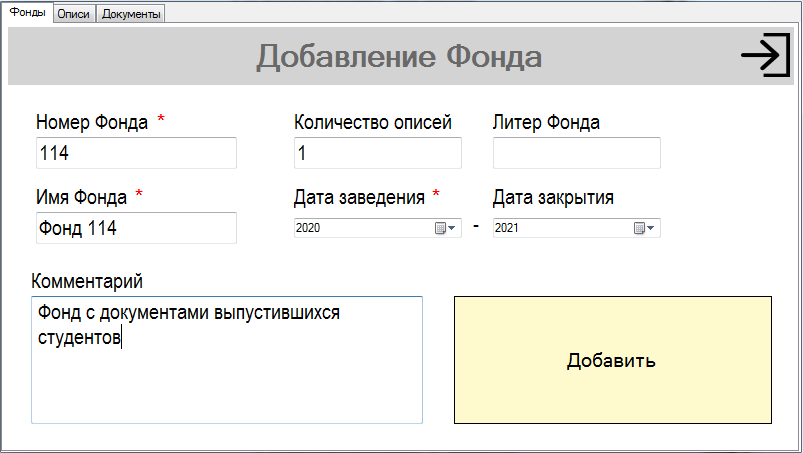 Фонды Описи Документы
Добавление Фонда
Номер Фонда * Количество описей Литер Фонда
114 1
Имя Фонда * Дата заведения * Дата закрытия
Фонд 114 2020 - 2021
Комментарий
Фонд с документами выпустившихся
студентов
Добавить